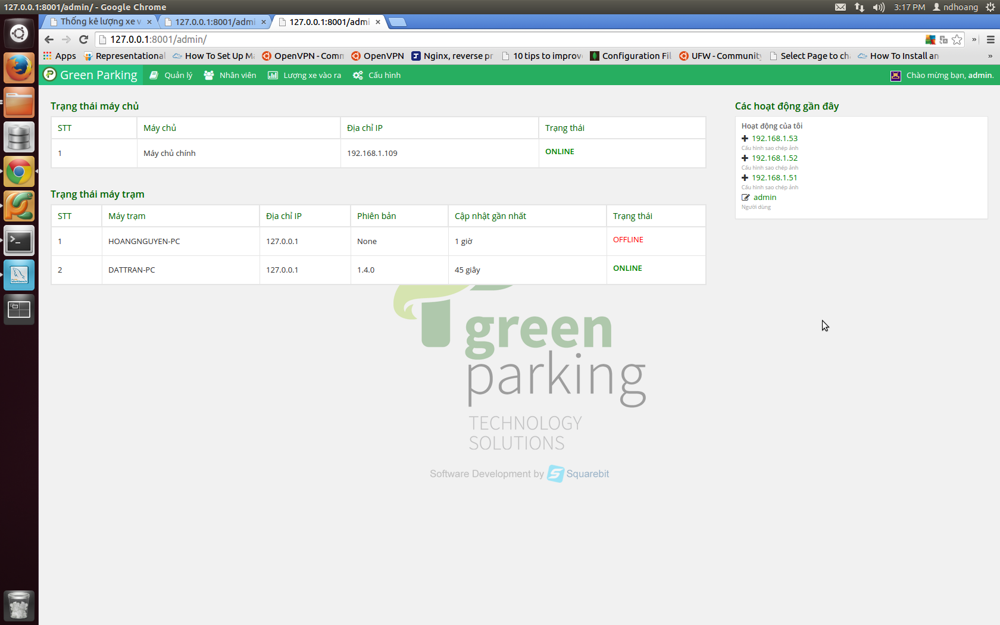 127.0.0.1:8001/admin/ - Google Chrome
3:17 PM ndhoang
Thống kê lượng xe v
127.0.0.1:8001/admi
127.0.0.1:8001/admi
127.0.0.1:8001/admin/
Apps Representational How To Set Up Ma OpenVPN - Comm OpenVPN Nginx, reverse pr 10 tips to improv Configuration Fil UFW - Community Select Page to ch How To Install an »
Green Parking Quản lý Nhân viên Lượng xe vào ra Cấu hình Chào mừng bạn, admin.
Trạng thái máy chủ
STT Máy chủ Địa chỉ IP Trạng thái
1 Máy chủ chính 192.168.1.109 ONLINE
Trạng thái máy trạm
STT Máy trạm Địa chỉ IP Phiên bản Cập nhật gần nhất Trạng thái
1 HOANGNGUYEN-PC 127.0.0.1 None 1 giờ OFFLINE
2 DATTRAN-PC 127.0.0.1 1.4.0 45 giây ONLINE
Các hoạt động gần đây
Hoạt động của tôi
192.168.1.53
Cấu hình sao chép ảnh
192.168.1.52
Cấu hình sao chép ảnh
192.168.1.51
Cấu hình sao chép ảnh
admin
Người dùng
green
parking
TECHNOLOGY
SOLUTIONS
Software Development by Squarebit